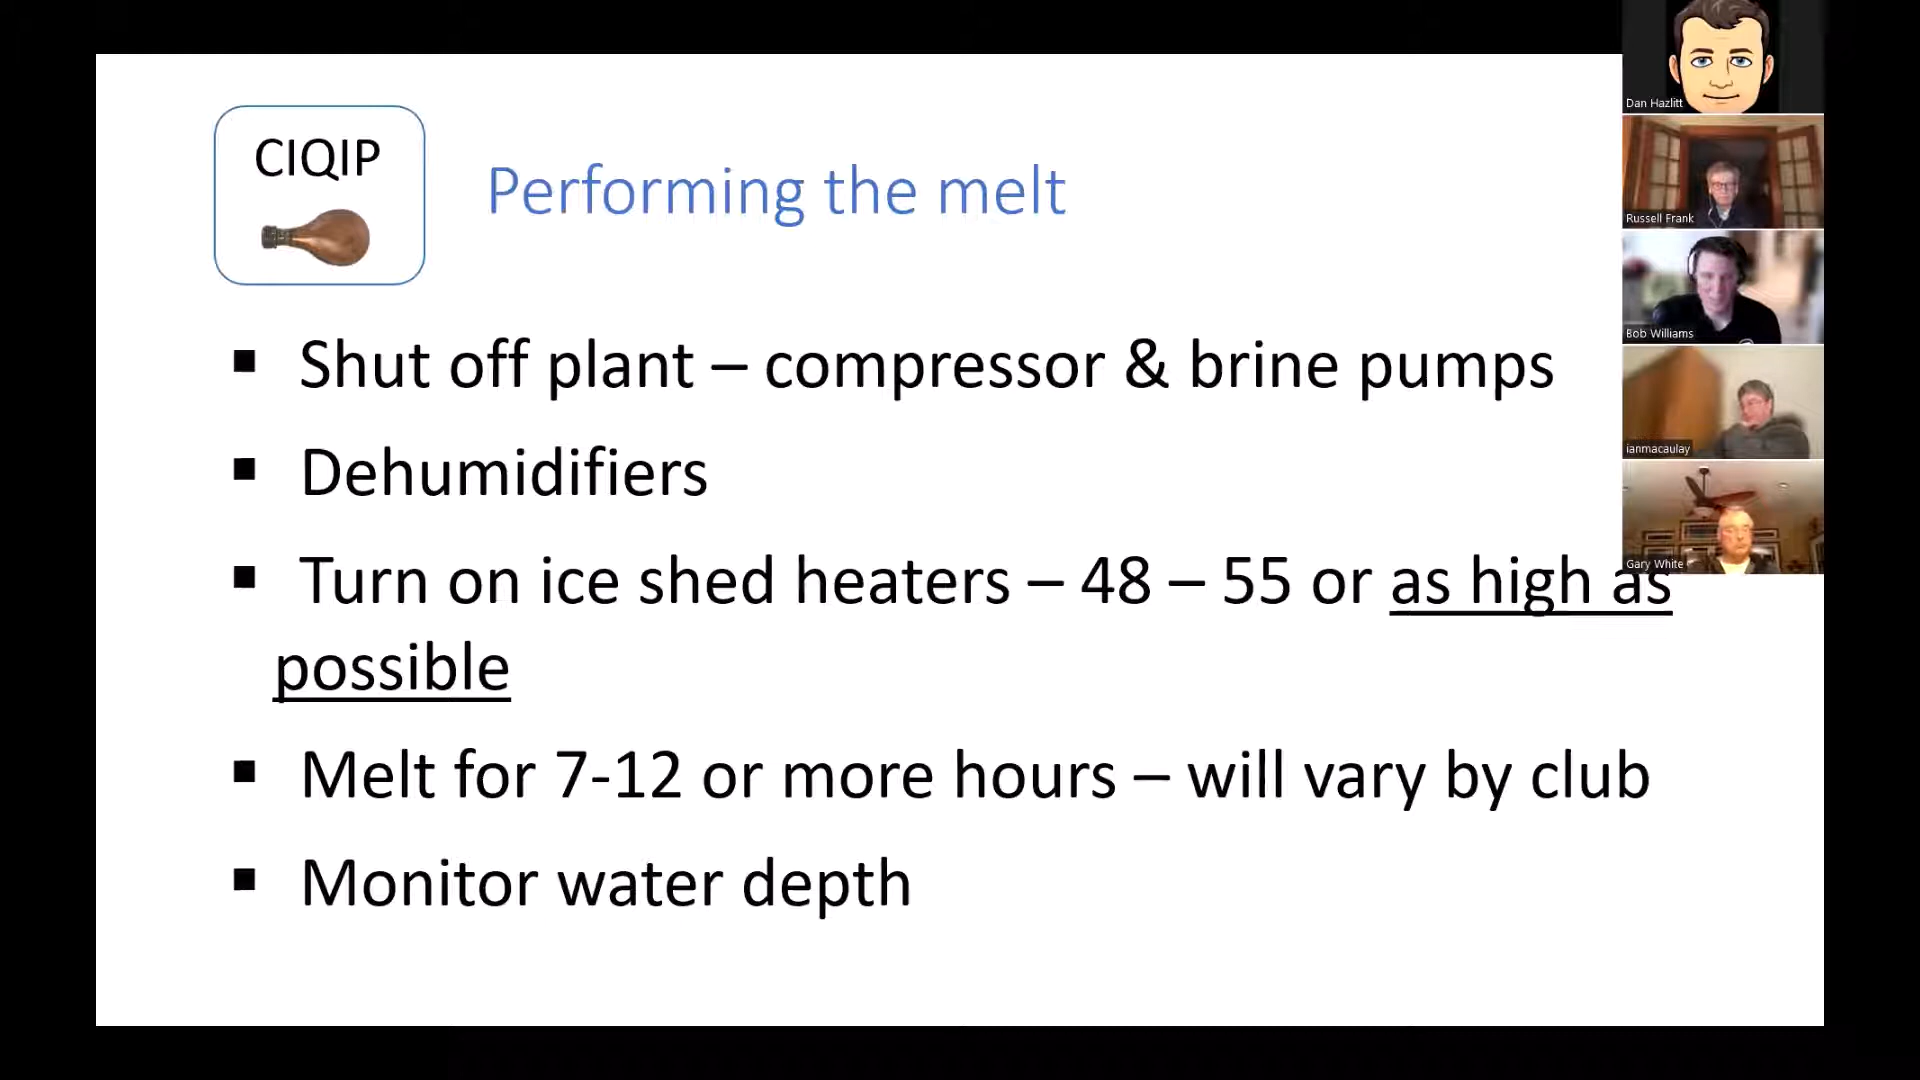 CIQIP
Performing the melt
▪ Shut off plant – compressor & brine pumps
▪ Dehumidifiers
▪ Turn on ice shed heaters – 48 – 55 or as high as
possible
▪ Melt for 7-12 or more hours – will vary by club
▪ Monitor water depth
Dan Hazlitt
Russell Frank
Bob Williams
ianmacaulay
Gary White